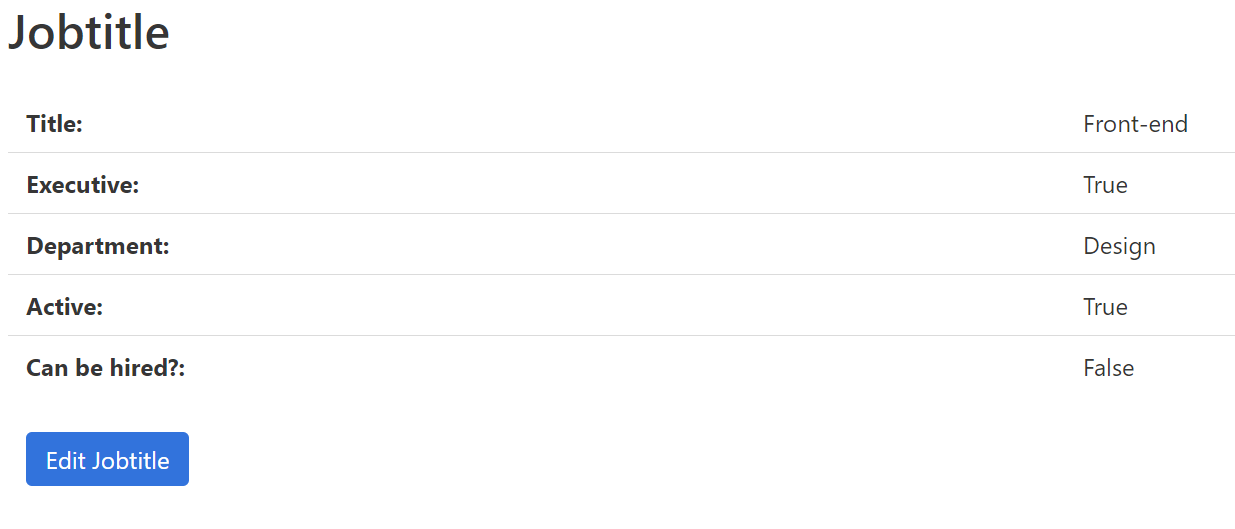 Jobtitle
Title: Front-end
Executive: True
Department: Design
Active: True
Can be hired?: False
Edit Jobtitle